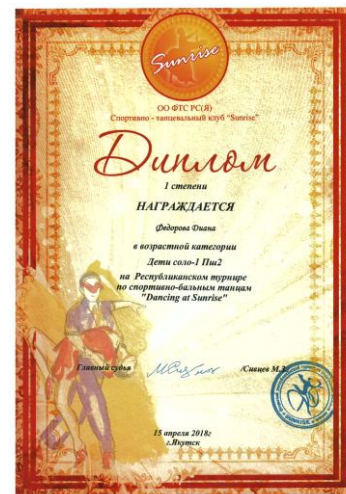 Sunrise
ОО ФТС РС(Я)
Спортивно - танцевальный клуб "Sunrise"
Диплом
I степени
НАГРАЖДАЕТСЯ
Федорова Диана
в возрастной категории
Дети соло-1 Пш2
на Республиканском турнире
по спортивно-бальным танцам
"Dancing at Sunrise"
Главный судья /Сивцев М.З/
15 апреля 2018г
г.Якутск